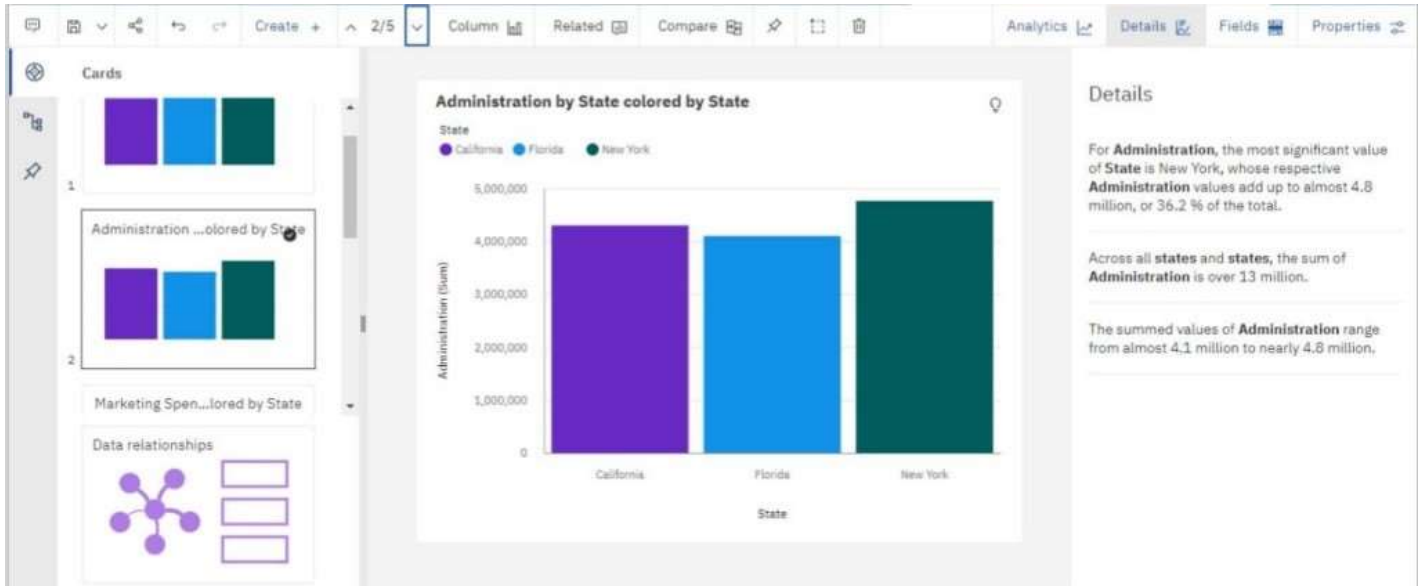 Create +
2/5
Column
Related
Compare
Analytics
Details
Fields
Properties
Cards
1
Administration ...olored by State
2
Marketing Spen...lored by State
Data relationships
Administration by State colored by State
State
California Florida New York
5,000,000
4,000,000
3,000,000
2,000,000
1,000,000
0
Administration (Sum)
California Florida New York
State
Details
For Administration, the most significant value
of State is New York, whose respective
Administration values add up to almost 4.8
million, or 36.2 % of the total.
Across all states and states, the sum of
Administration is over 13 million.
The summed values of Administration range
from almost 4.1 million to nearly 4.8 million.